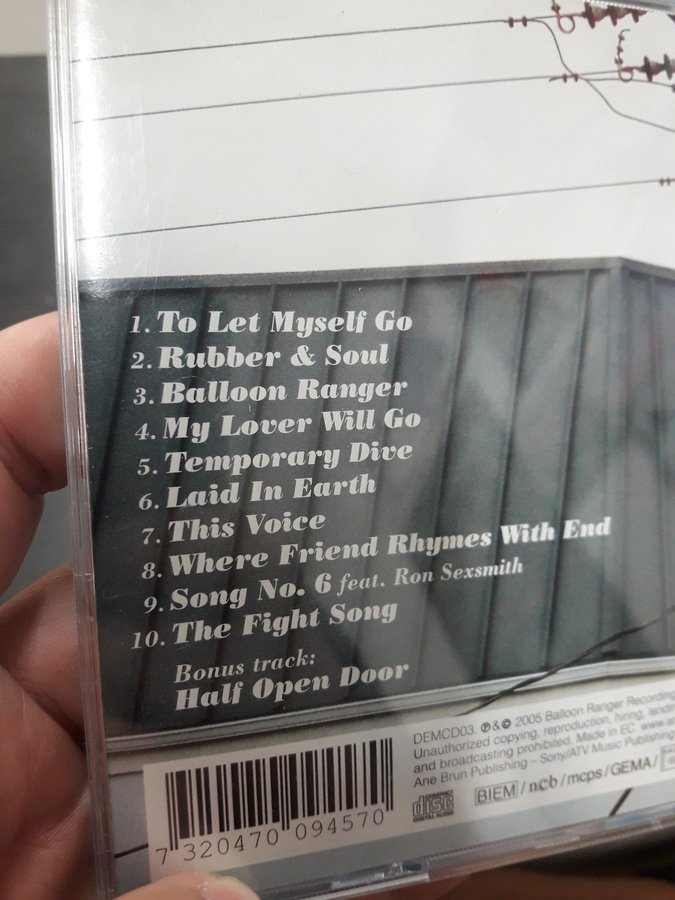 1. To Let Myself Go
2. Rubber & Soul
3. Balloon Ranger
4. My Lover Will Go
5. Temporary Dive
6. Laid In Earth
7. This Voice
8. Where Friend Rhymes With End
9. Song No. 6 feat. Ron Sexsmith
10. The Fight Song
Bonus track:
Half Open Door
DEMCD03. ℗&© 2005 Balloon Ranger Recording
Unauthorized copying, reproduction, hiring, lendi
and broadcasting prohibited. Made in EC. www.a
Ane Brun Publishing – Sony/ATV Music Publishing
COMPACT
disc
DIGITAL AUDIO
BIEM / ncb / mcps / GEMA /
7 320470 094570